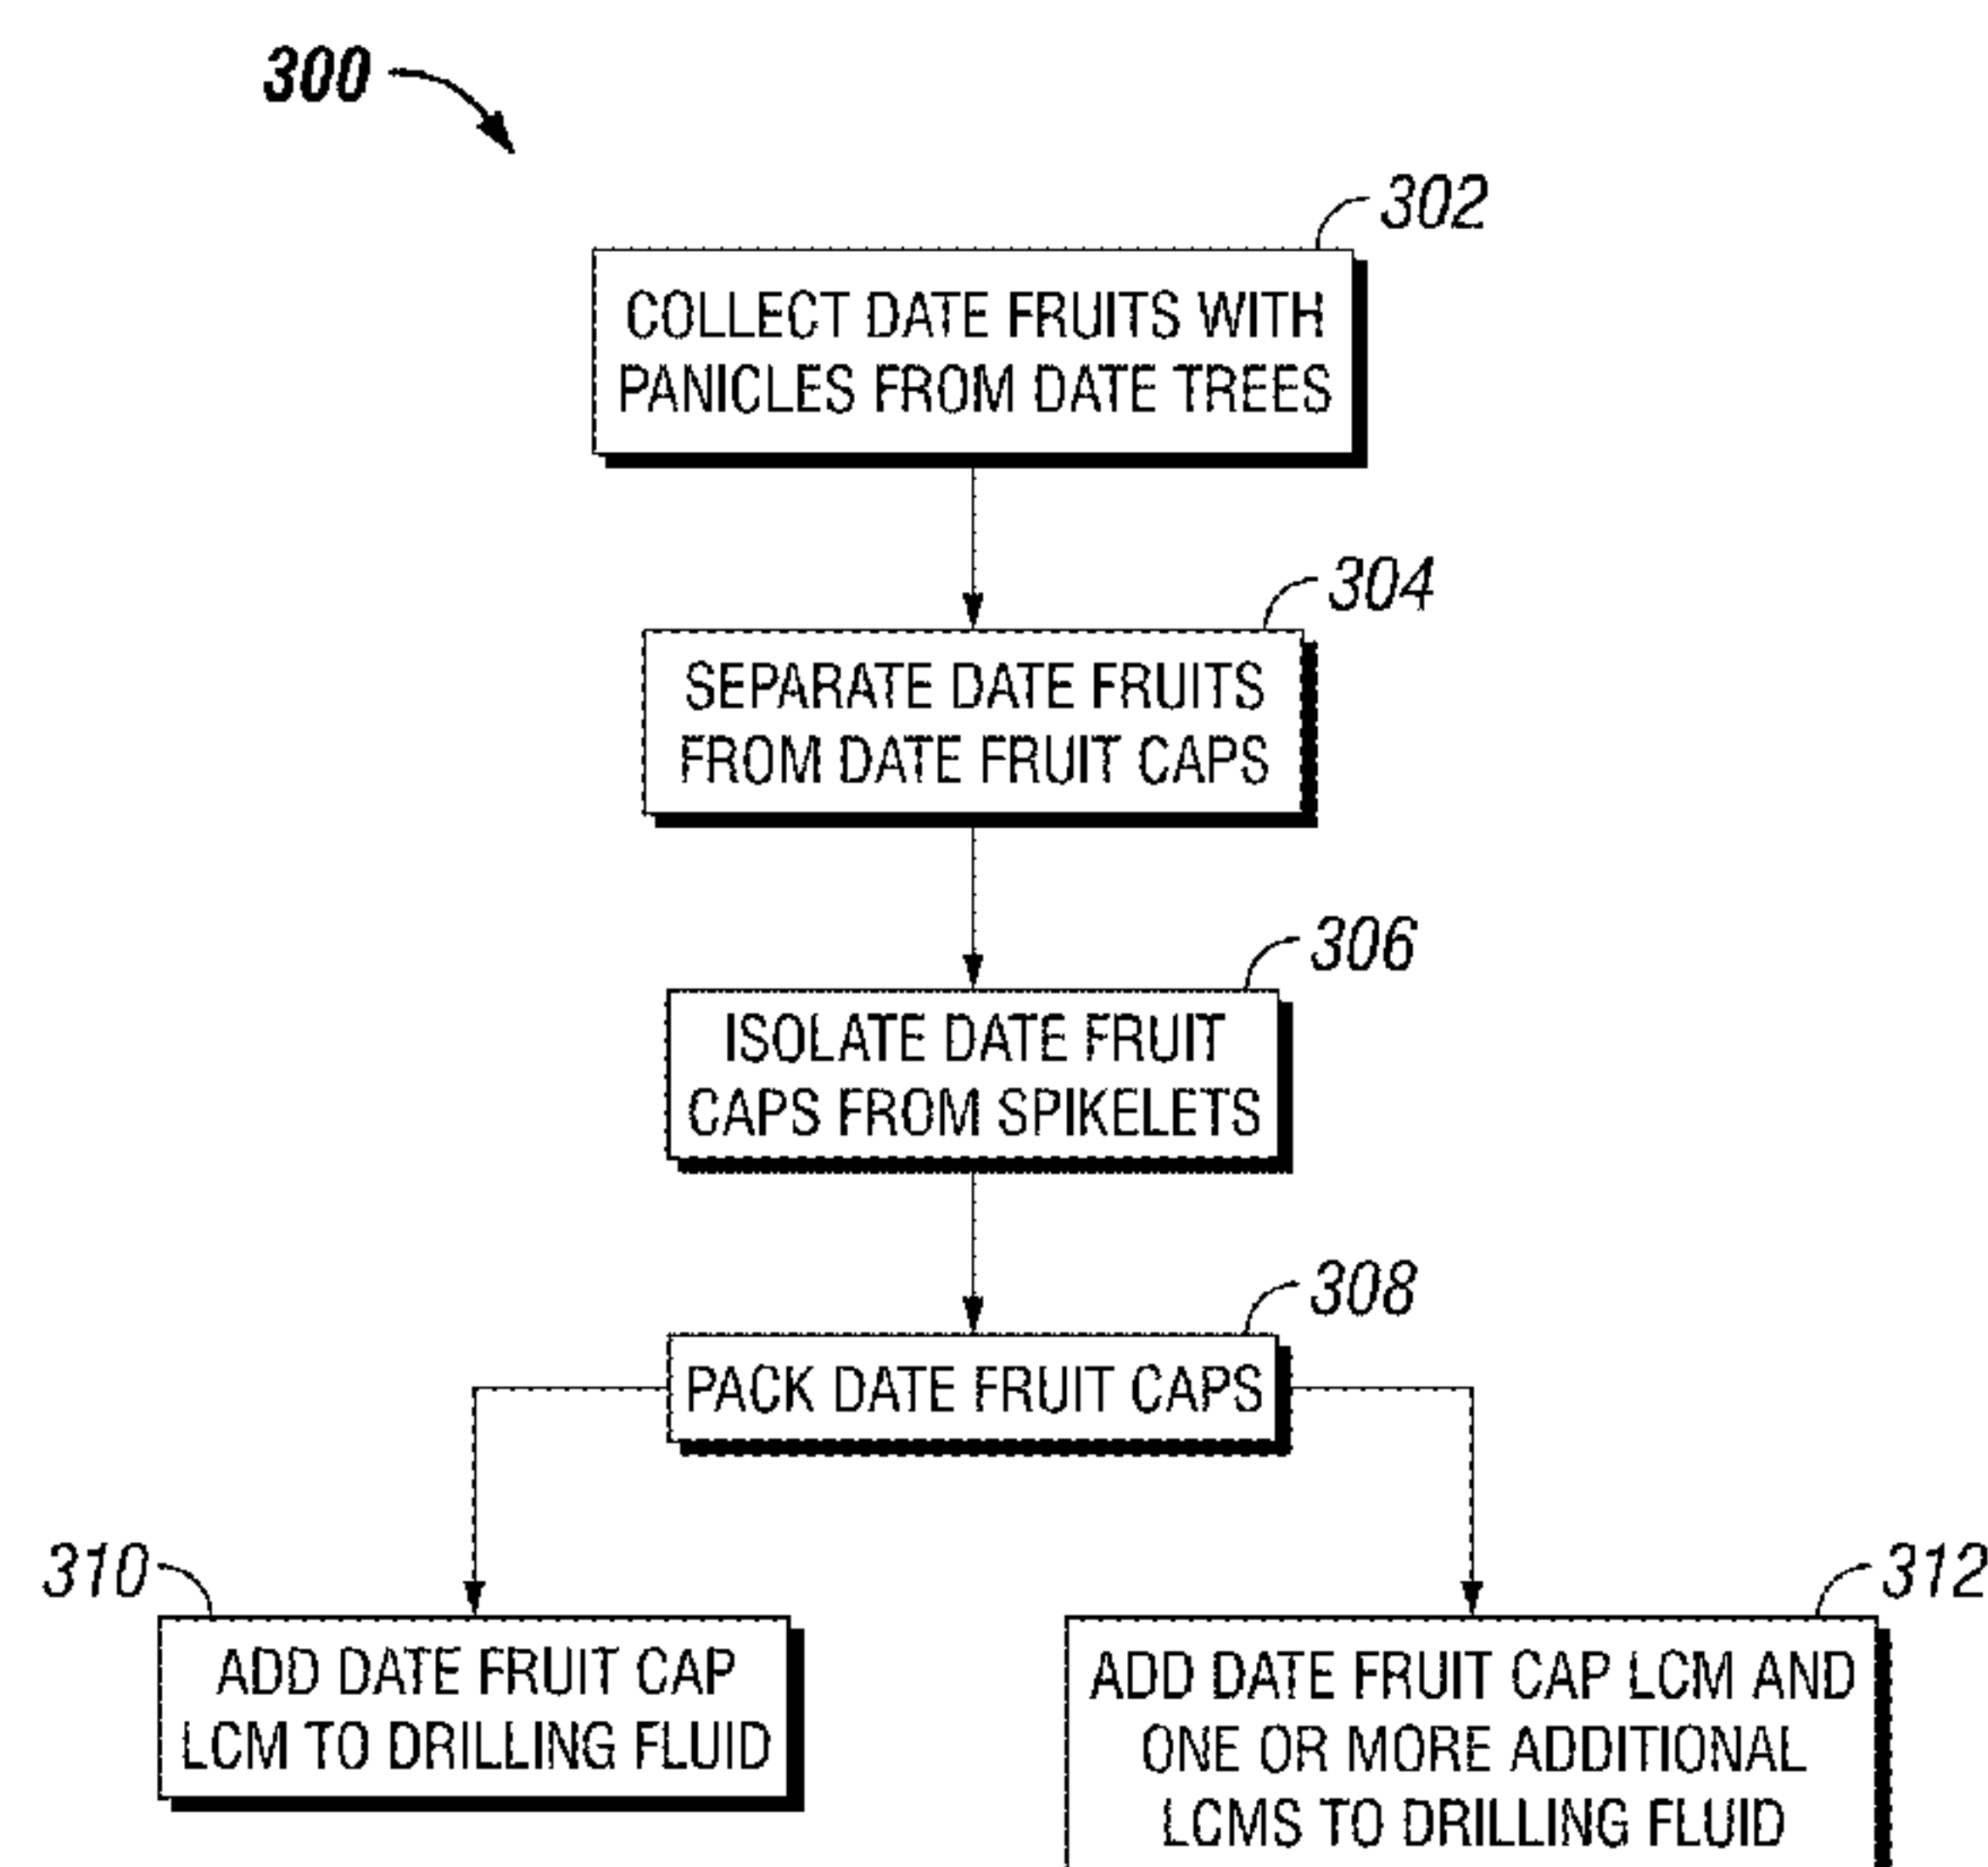 300
302
COLLECT DATE FRUITS WITH
PANICLES FROM DATE TREES
304
SEPARATE DATE FRUITS
FROM DATE FRUIT CAPS
306
ISOLATE DATE FRUIT
CAPS FROM SPIKELETS
308
PACK DATE FRUIT CAPS
310
ADD DATE FRUIT CAP
LCM TO DRILLING FLUID
312
ADD DATE FRUIT CAP LCM AND
ONE OR MORE ADDITIONAL
LCMS TO DRILLING FLUID